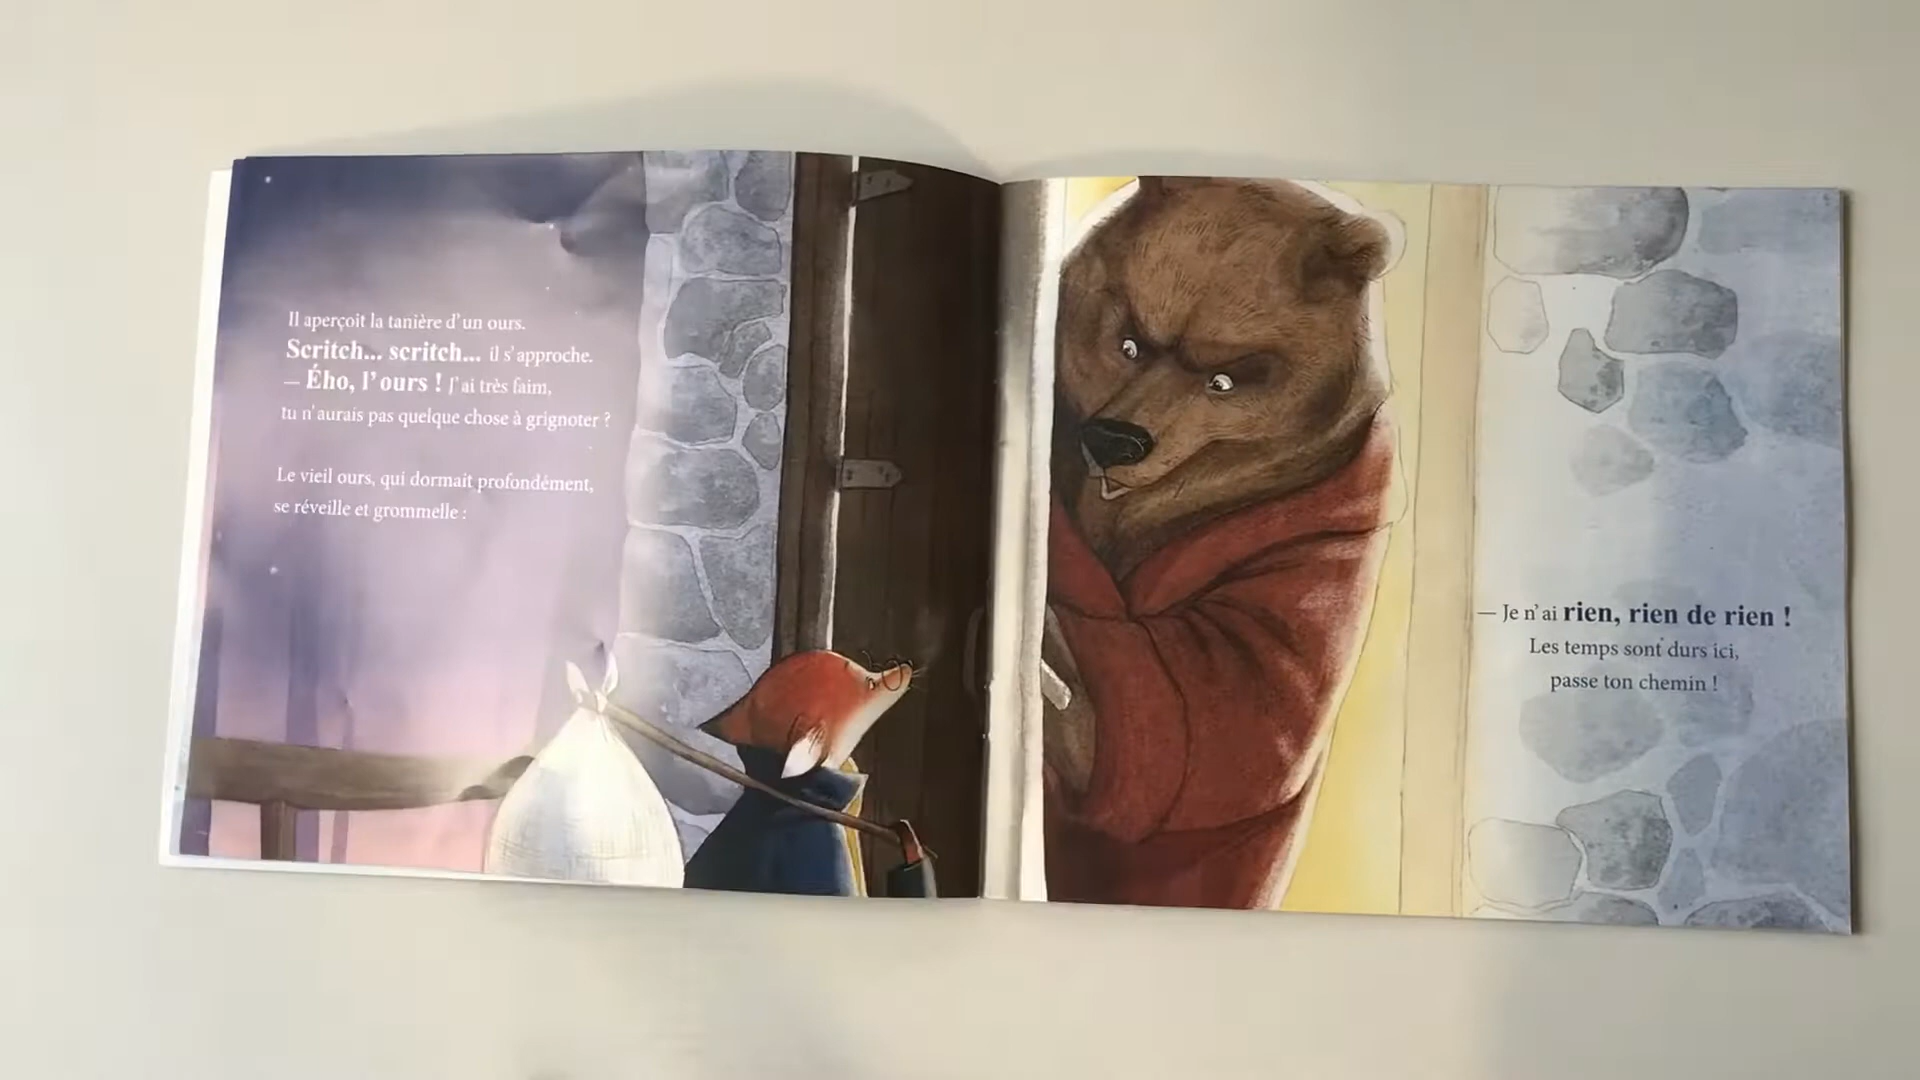 Il aperçoit la tanière d'un ours.
Scritch... scritch... il s'approche.
— Ého, l'ours ! J'ai très faim,
tu n'aurais pas quelque chose à grignoter ?
Le vieil ours, qui dormait profondément,
se réveille et grommelle :
— Je n'ai rien, rien de rien !
Les temps sont durs ici,
passe ton chemin !